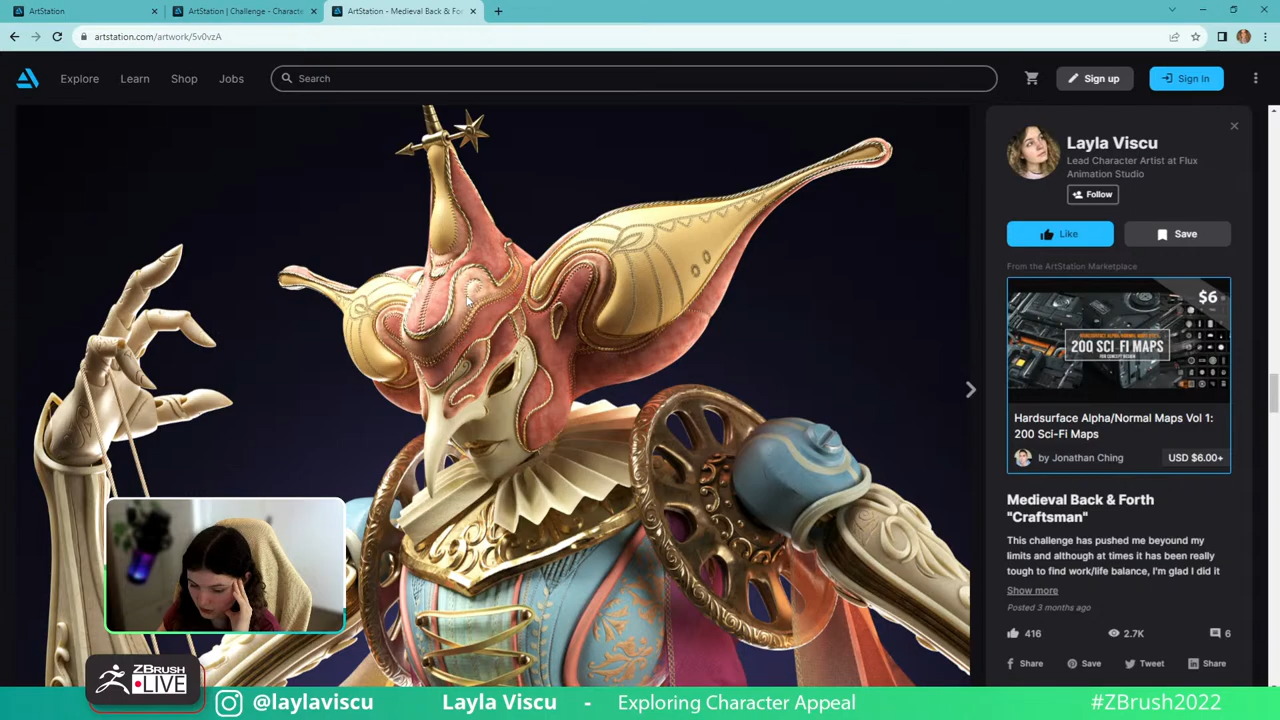 ArtStation
ArtStation | Challenge - Characte
ArtStation - Medieval Back & Fo
artstation.com/artwork/5v0vzA
Explore
Learn
Shop
Jobs
Search
Sign up
Sign in
Layla Viscu
Lead Character Artist at Flux
Animation Studio
Follow
Like
Save
From the ArtStation Marketplace
$6
200 SCI-FI MAPS
FOR CONCEPT DESIGN
Hardsurface Alpha/Normal Maps Vol 1:
200 Sci-Fi Maps
by Jonathan Ching
USD $6.00+
Medieval Back & Forth
"Craftsman"
This challenge has pushed me beyound my
limits and although at times it has been really
tough to find work/life balance, I'm glad I did it
Show more
Posted 3 months ago
416
2.7K
6
Share
Save
Tweet
Share
ZBRUSH
LIVE
@laylaviscu
Layla Viscu - Exploring Character Appeal
#ZBrush2022